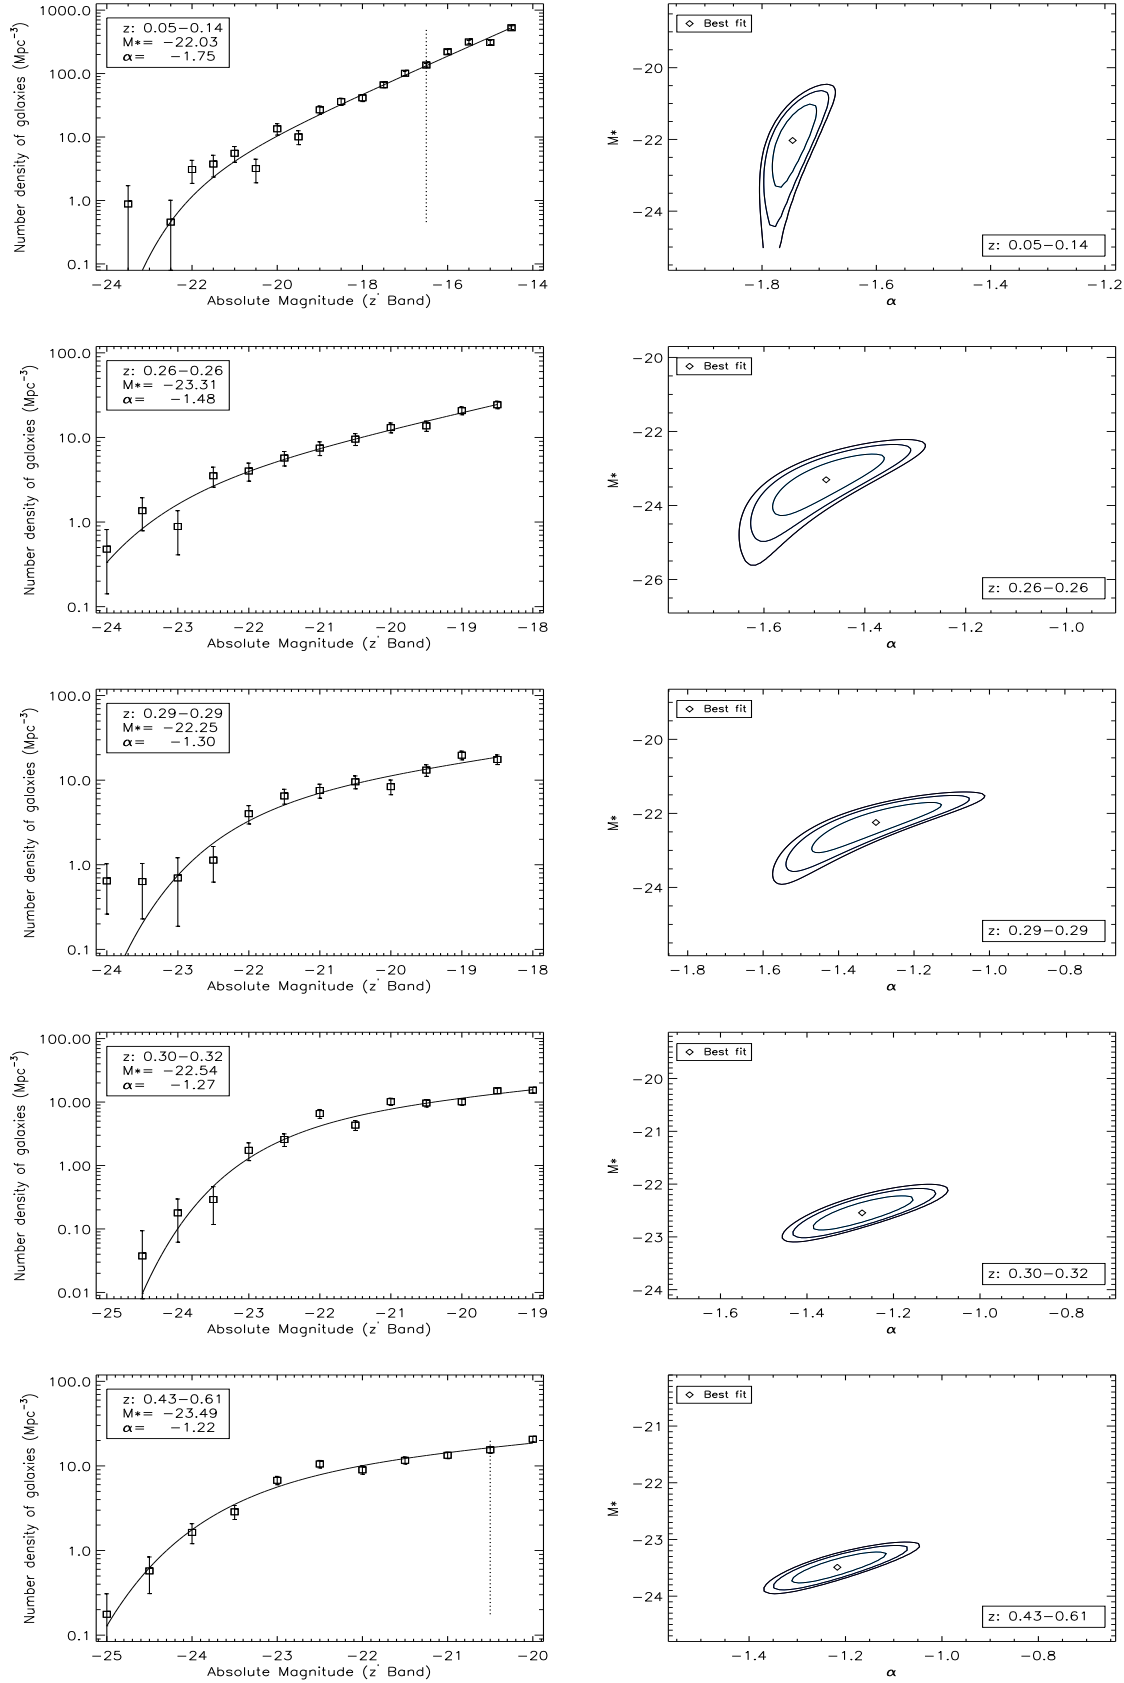 Number density of galaxies (Mpc⁻³)
1000.0
100.0
10.0
1.0
0.1
z: 0.05−0.14
M*= −22.03
α= −1.75
−24 −22 −20 −18 −16 −14
Absolute Magnitude (z' Band)
M*
−20
−22
−24
Best fit
z: 0.05−0.14
−1.8 −1.6 −1.4 −1.2
α
Number density of galaxies (Mpc⁻³)
100.0
10.0
1.0
0.1
z: 0.26−0.26
M*= −23.31
α= −1.48
−24 −23 −22 −21 −20 −19 −18
Absolute Magnitude (z' Band)
M*
−20
−22
−24
−26
Best fit
z: 0.26−0.26
−1.6 −1.4 −1.2 −1.0
α
Number density of galaxies (Mpc⁻³)
100.0
10.0
1.0
0.1
z: 0.29−0.29
M*= −22.25
α= −1.30
−24 −23 −22 −21 −20 −19 −18
Absolute Magnitude (z' Band)
M*
−20
−22
−24
Best fit
z: 0.29−0.29
−1.8 −1.6 −1.4 −1.2 −1.0 −0.8
α
Number density of galaxies (Mpc⁻³)
100.00
10.00
1.00
0.10
0.01
z: 0.30−0.32
M*= −22.54
α= −1.27
−25 −24 −23 −22 −21 −20 −19
Absolute Magnitude (z' Band)
M*
−20
−21
−22
−23
−24
Best fit
z: 0.30−0.32
−1.6 −1.4 −1.2 −1.0 −0.8
α
Number density of galaxies (Mpc⁻³)
100.0
10.0
1.0
0.1
z: 0.43−0.61
M*= −23.49
α= −1.22
−25 −24 −23 −22 −21 −20
Absolute Magnitude (z' Band)
M*
−21
−22
−23
−24
Best fit
z: 0.43−0.61
−1.4 −1.2 −1.0 −0.8
α